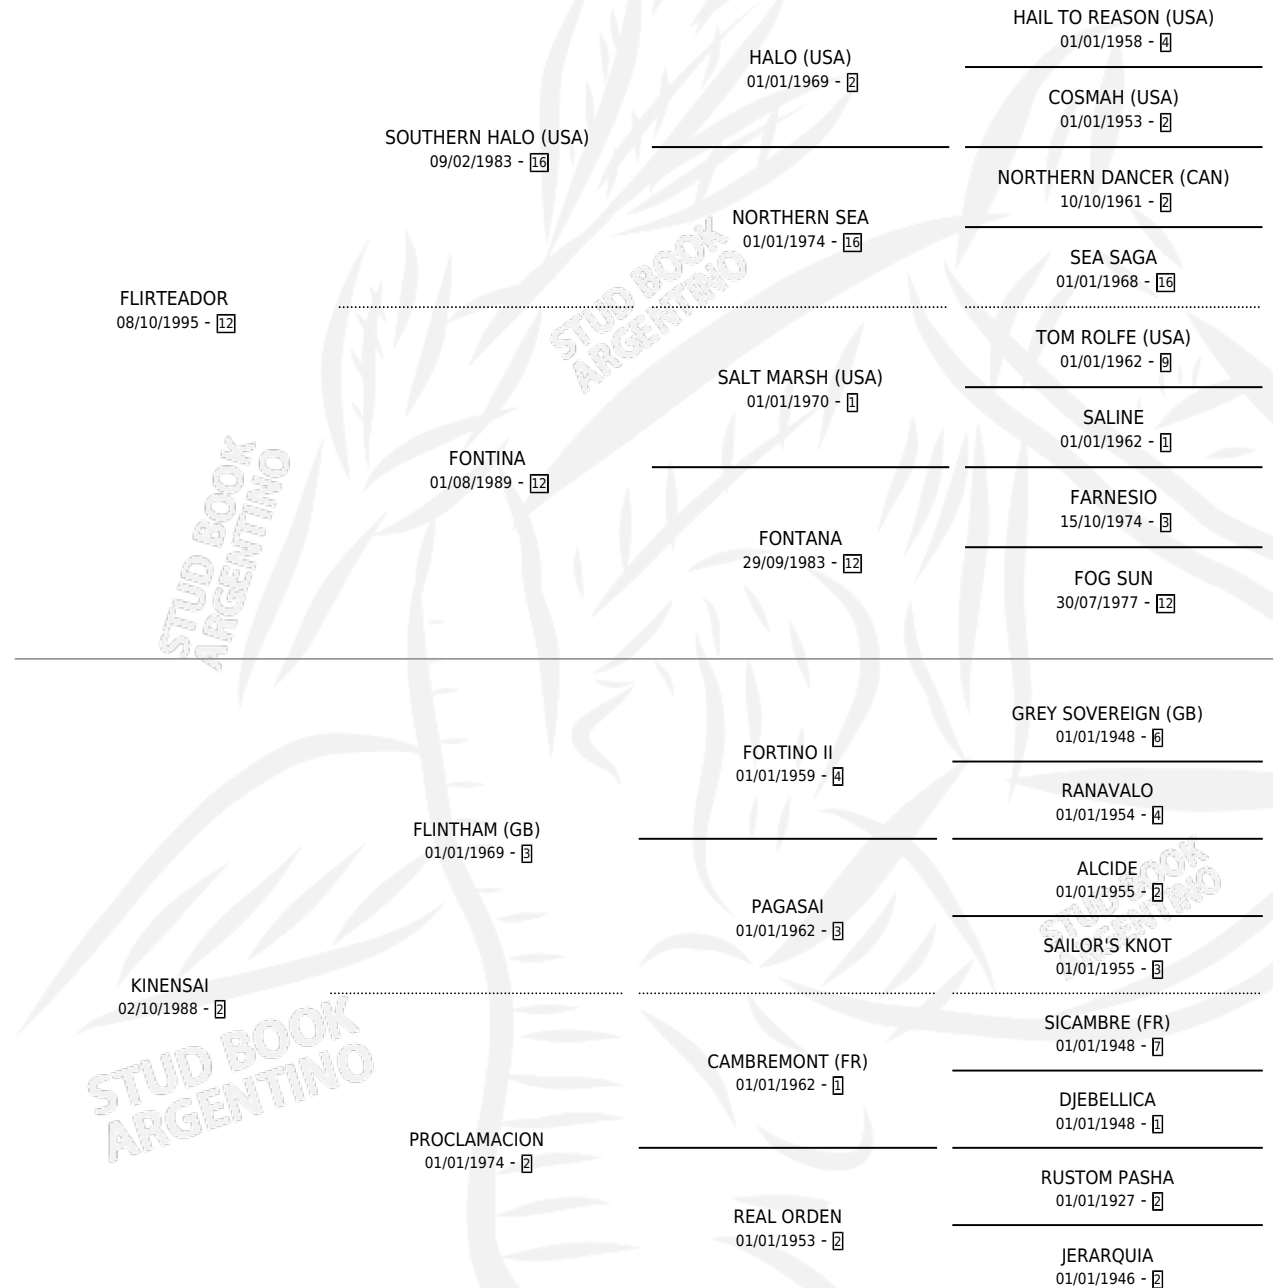 HAIL TO REASON (USA)
01/01/1958 - 4
HALO (USA)
01/01/1969 - 2
COSMAH (USA)
01/01/1953 - 2
SOUTHERN HALO (USA)
09/02/1983 - 16
NORTHERN DANCER (CAN)
10/10/1961 - 2
NORTHERN SEA
01/01/1974 - 16
SEA SAGA
01/01/1968 - 16
FLIRTEADOR
08/10/1995 - 12
STUD BOOK
ARGENTINO
TOM ROLFE (USA)
01/01/1962 - 9
SALT MARSH (USA)
01/01/1970 - 1
SALINE
01/01/1962 - 1
FONTINA
01/08/1989 - 12
FARNESIO
15/10/1974 - 3
FONTANA
29/09/1983 - 12
FOG SUN
30/07/1977 - 12
STUD BOOK
ARGENTINO
GREY SOVEREIGN (GB)
01/01/1948 - 6
FORTINO II
01/01/1959 - 4
RANAVALO
01/01/1954 - 4
FLINTHAM (GB)
01/01/1969 - 3
ALCIDE
01/01/1955 - 2
PAGASAI
01/01/1962 - 3
SAILOR'S KNOT
01/01/1955 - 3
STUD BOOK
ARGENTINO
KINENSAI
02/10/1988 - 2
STUD BOOK
ARGENTINO
SICAMBRE (FR)
01/01/1948 - 7
CAMBREMONT (FR)
01/01/1962 - 1
DJEBELLICA
01/01/1948 - 1
PROCLAMACION
01/01/1974 - 2
RUSTOM PASHA
01/01/1927 - 2
REAL ORDEN
01/01/1953 - 2
JERARQUIA
01/01/1946 - 2